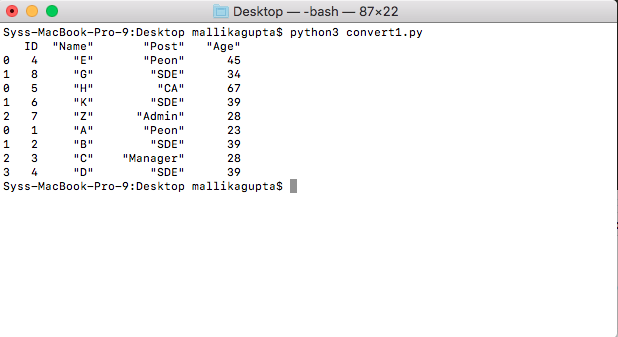 Desktop — -bash — 87×22
Syss-MacBook-Pro-9:Desktop mallikagupta$ python3 convert1.py
   ID  "Name"     "Post"  "Age"
0   4     "E"     "Peon"     45
1   8     "G"      "SDE"     34
0   5     "H"       "CA"     67
1   6     "K"      "SDE"     39
2   7     "Z"    "Admin"     28
0   1     "A"     "Peon"     23
1   2     "B"      "SDE"     39
2   3     "C"  "Manager"     28
3   4     "D"      "SDE"     39
Syss-MacBook-Pro-9:Desktop mallikagupta$